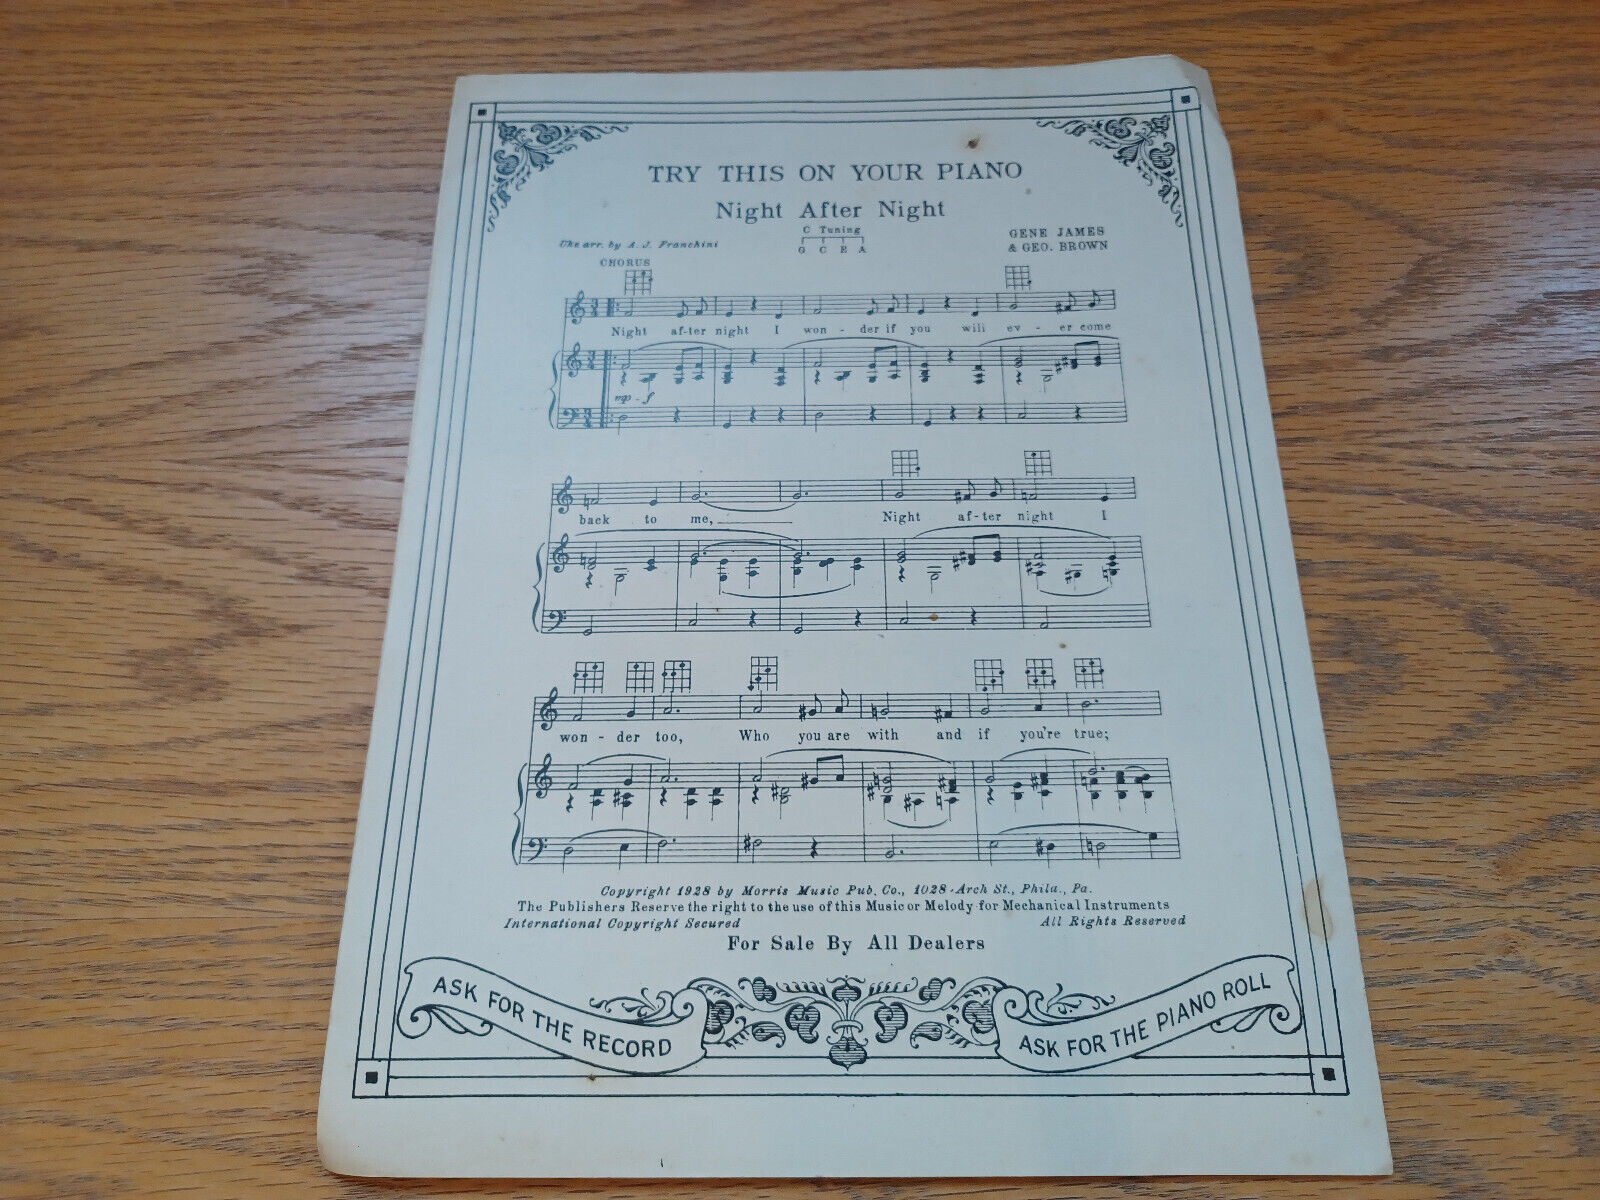 TRY THIS ON YOUR PIANO
Night After Night
C Tuning
G C E A
Uke arr. by A. J. Franchini
GENE JAMES
& GEO. BROWN
CHORUS
Night af-ter night I won - der if you will ev - er come
mp - f
back to me, Night af-ter night I
won - der too, Who you are with and if you're true;
Copyright 1928 by Morris Music Pub. Co., 1028 - Arch St., Phila., Pa.
The Publishers Reserve the right to the use of this Music or Melody for Mechanical Instruments
International Copyright Secured All Rights Reserved
For Sale By All Dealers
ASK FOR THE RECORD
ASK FOR THE PIANO ROLL